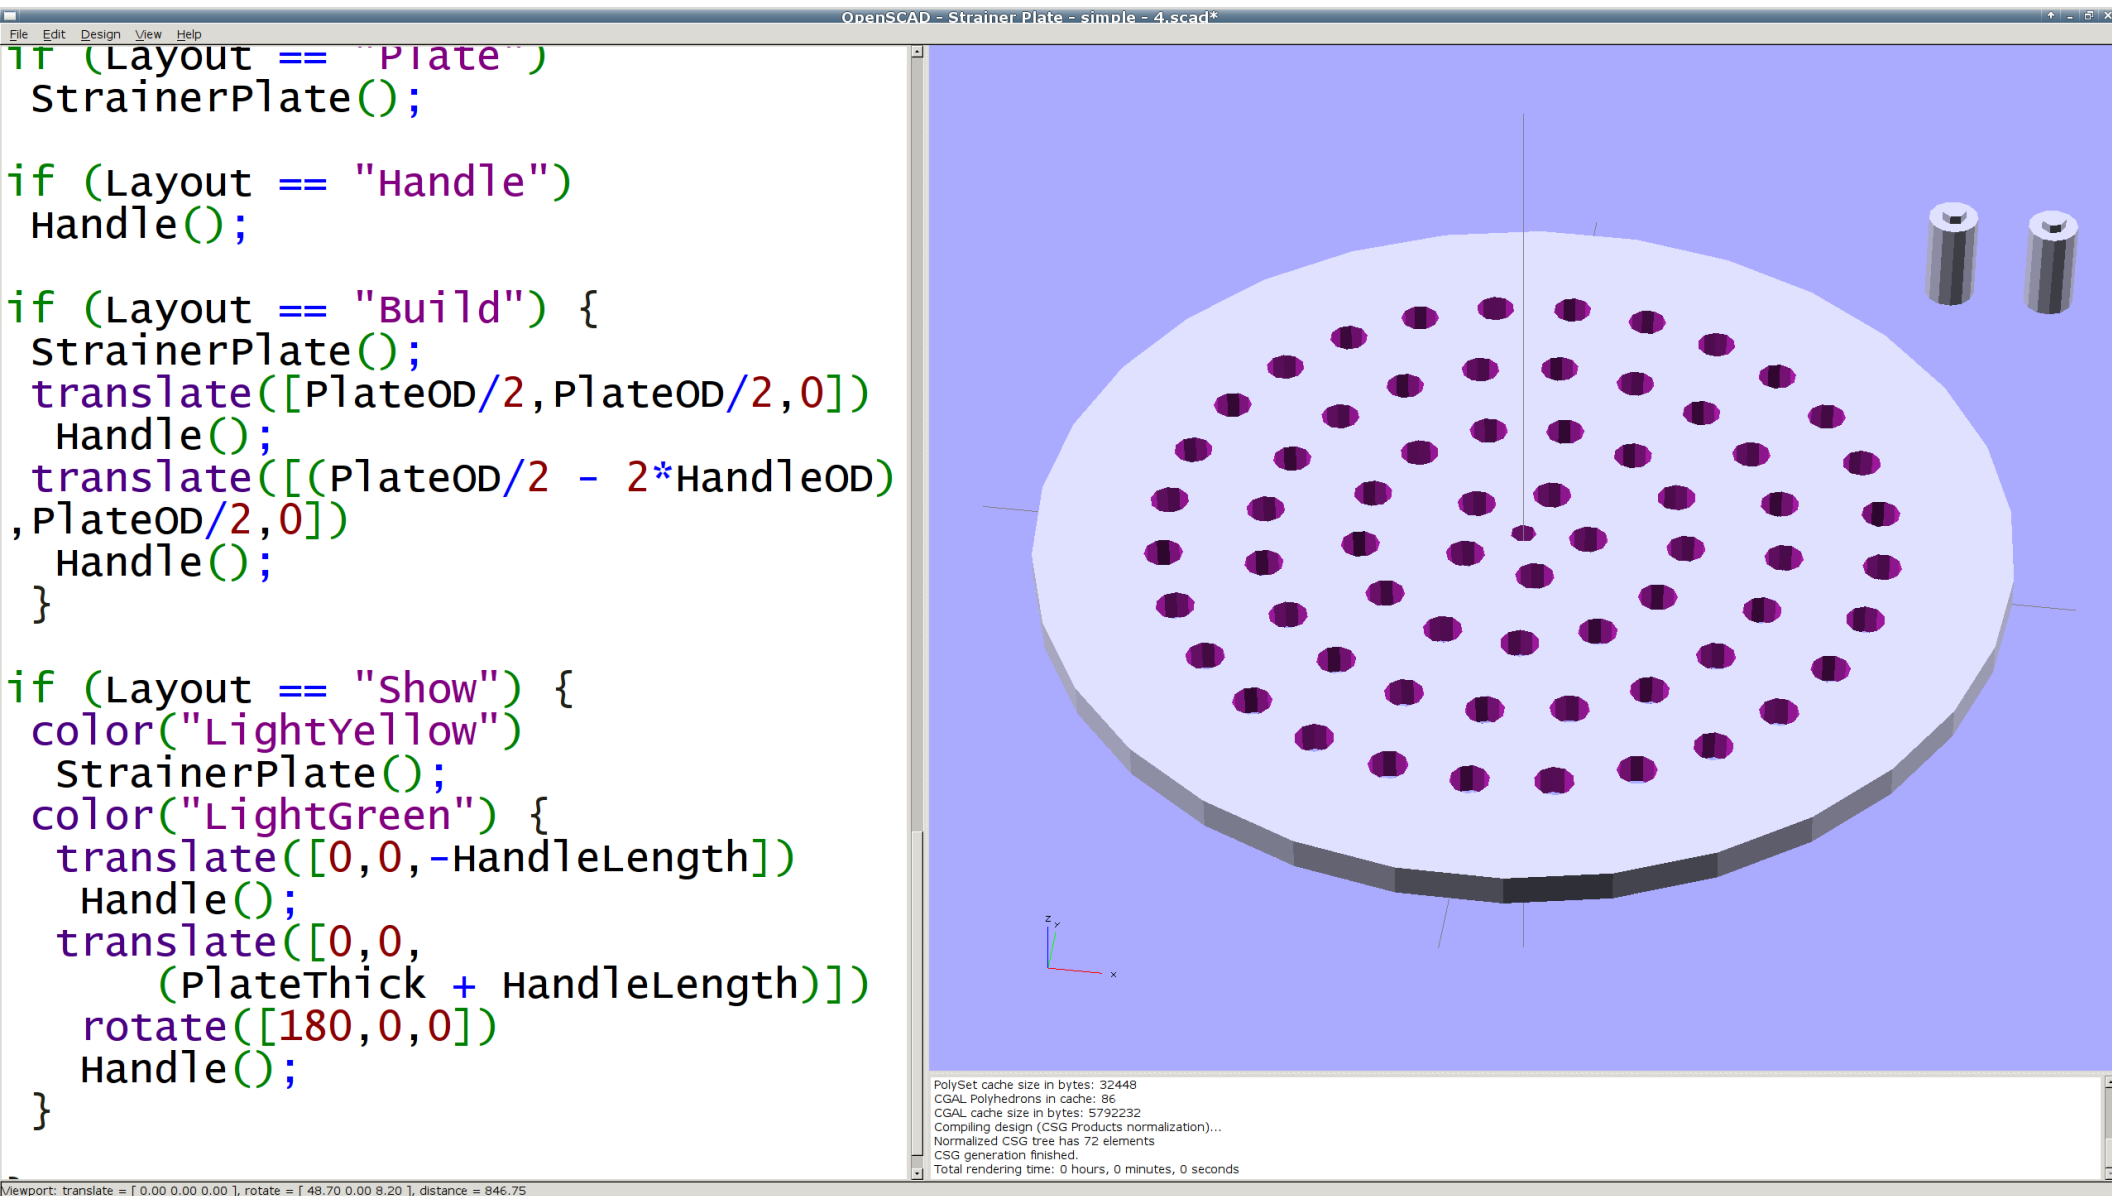 OpenSCAD - Strainer Plate - simple - 4.scad*
File Edit Design View Help
if (Layout == "Plate")
StrainerPlate();
if (Layout == "Handle")
Handle();
if (Layout == "Build") {
StrainerPlate();
translate([PlateOD/2,PlateOD/2,0])
Handle();
translate([(PlateOD/2 - 2*HandleOD)
,PlateOD/2,0])
Handle();
}
if (Layout == "Show") {
color("LightYellow")
StrainerPlate();
color("LightGreen") {
translate([0,0,-HandleLength])
Handle();
translate([0,0,
(PlateThick + HandleLength)])
rotate([180,0,0])
Handle();
}
z
y
x
PolySet cache size in bytes: 32448
CGAL Polyhedrons in cache: 86
CGAL cache size in bytes: 5792232
Compiling design (CSG Products normalization)...
Normalized CSG tree has 72 elements
CSG generation finished.
Total rendering time: 0 hours, 0 minutes, 0 seconds
Viewport: translate = [ 0.00 0.00 0.00 ], rotate = [ 48.70 0.00 8.20 ], distance = 846.75